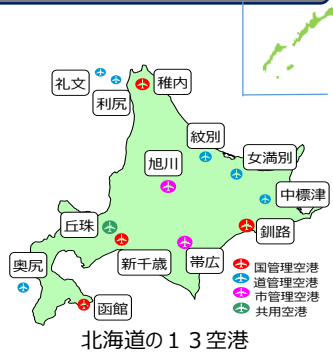 礼文
稚内
利尻
紋別
旭川
女満別
中標津
丘珠
釧路
奥尻
新千歳
帯広
函館
国管理空港
道管理空港
市管理空港
共用空港
北海道の１３空港